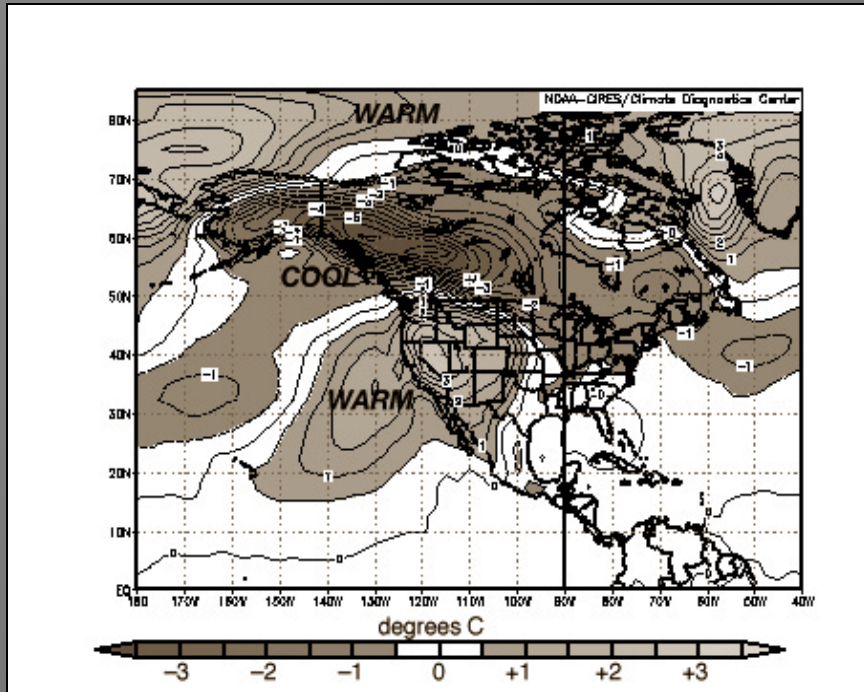 NOAA-CIRES/Climate Diagnostics Center
80N
WARM
70N
60N
COOL
50N
40N
WARM
30N
20N
10N
EQ
180 170W 160W 150W 140W 130W 120W 110W 100W 90W 80W 70W 60W 50W 40W
degrees C
−3 −2 −1 0 +1 +2 +3